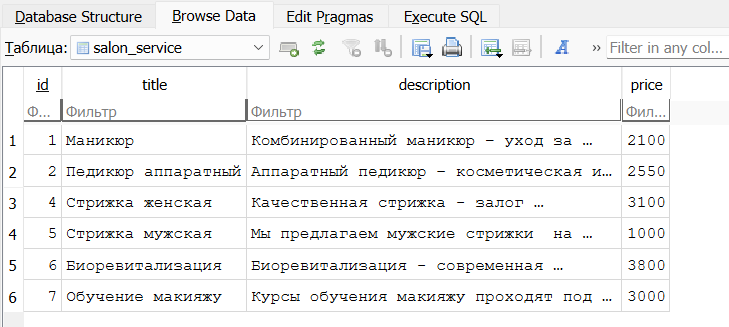 Database Structure Browse Data Edit Pragmas Execute SQL
Таблица: salon_service A » Filter in any col...
id title description price
Ф... Фильтр Фильтр Фил...
1 1 Маникюр Комбинированный маникюр – уход за … 2100
2 2 Педикюр аппаратный Аппаратный педикюр – косметическая и… 2550
3 4 Стрижка женская Качественная стрижка - залог … 3100
4 5 Стрижка мужская Мы предлагаем мужские стрижки на … 1000
5 6 Биоревитализация Биоревитализация – современная … 3800
6 7 Обучение макияжу Курсы обучения макияжу проходят под … 3000